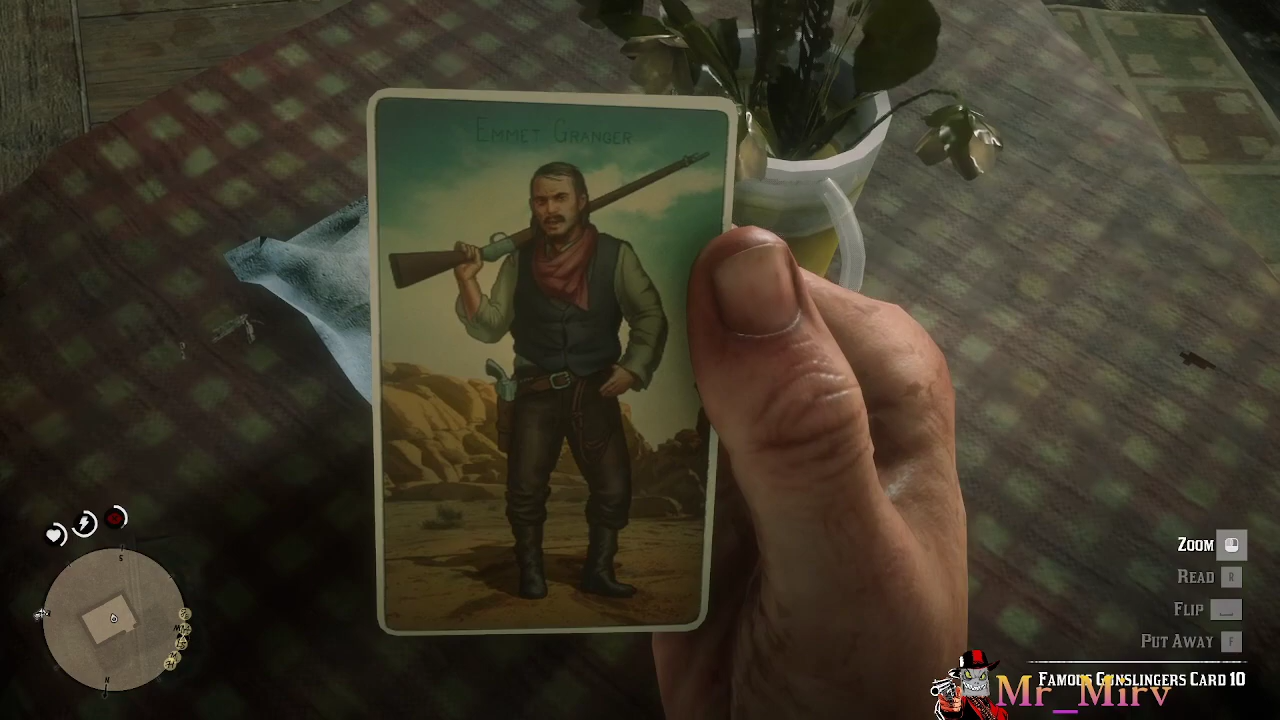 EMMET GRANGER
S
N
ZOOM
READ R
FLIP
PUT AWAY F
FAMOUS GUNSLINGERS CARD 10
Mr_Mirv